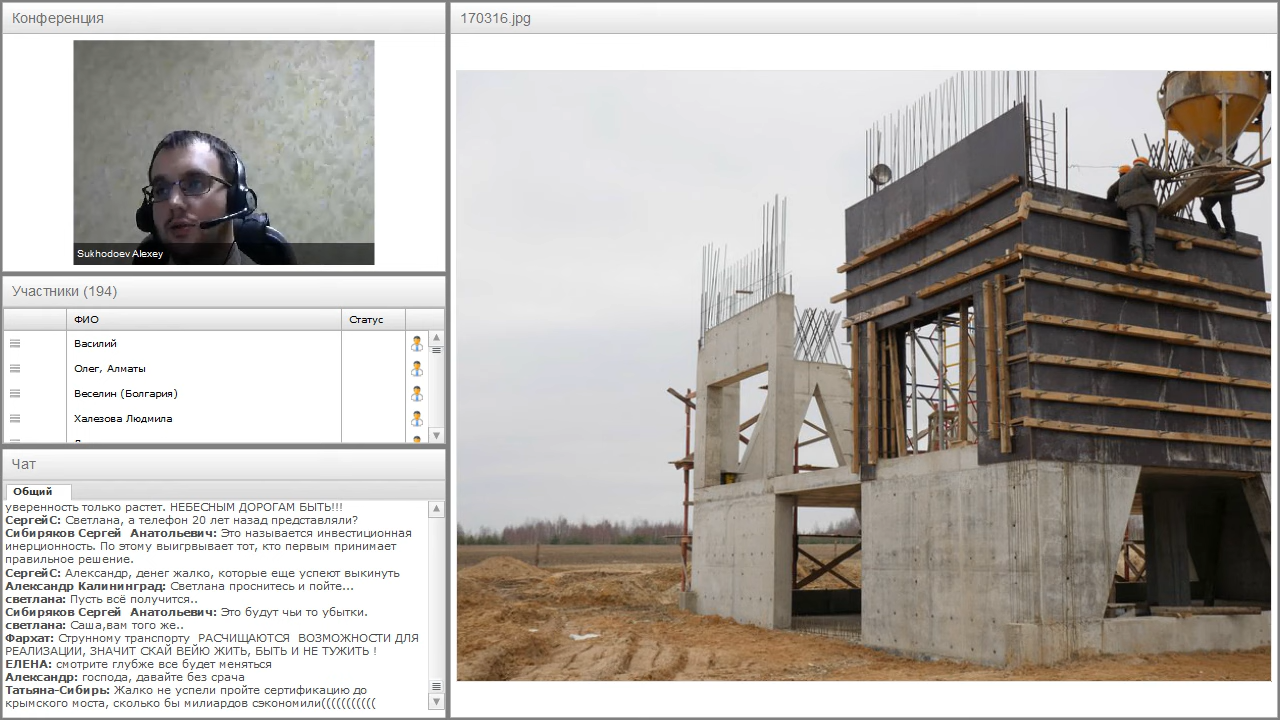 Конференция
170316.jpg
Sukhodoev Alexey
Участники (194)
ФИО
Статус
Василий
Олег, Алматы
Веселин (Болгария)
Халезова Людмила
Чат
Общий
уверенность только растет. НЕБЕСНЫМ ДОРОГАМ БЫТЬ!!!
СергейС: Светлана, а телефон 20 лет назад представляли?
Сибиряков Сергей Анатольевич: Это называется инвестиционная
инерционность. По этому выигрвывает тот, кто первым принимает
правильное решение.
СергейС: Александр, денег жалко, которые еще успеют выкинуть
Александр Калининград: Светлана проснитесь и пойте...
светлана: Пусть всё получится..
Сибиряков Сергей Анатольевич: Это будут чьи то убытки.
светлана: Саша,вам того же..
Фархат: Струнному транспорту РАСЧИЩАЮТСЯ ВОЗМОЖНОСТИ ДЛЯ
РЕАЛИЗАЦИИ, ЗНАЧИТ СКАЙ ВЕЙЮ ЖИТЬ, БЫТЬ И НЕ ТУЖИТЬ !
ЕЛЕНА: смотрите глубже все будет меняться
Александр: господа, давайте без срача
Татьяна-Сибирь: Жалко не успели пройте сертификацию до
крымского моста, сколько бы милиардов сэкономили(((((((((((